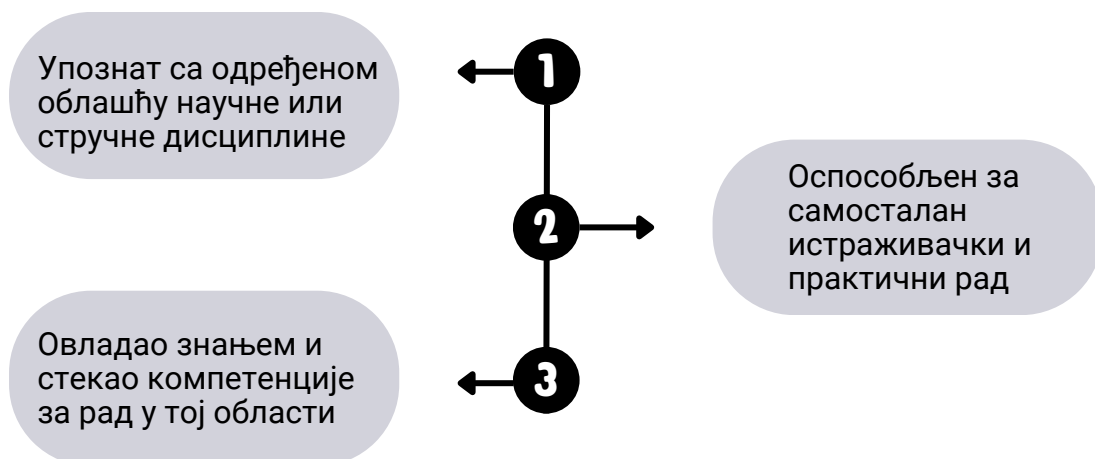 Упознат са одређеном
облашћу научне или
стручне дисциплине
1
2
Оспособљен за
самосталан
истраживачки и
практични рад
Овладао знањем и
стекао компетенције
за рад у тој области
3